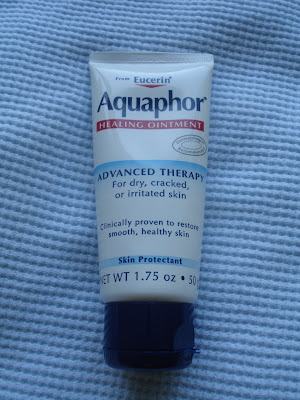 From Eucerin®
Aquaphor®
HEALING OINTMENT
ADVANCED THERAPY
For dry, cracked,
or irritated skin
Clinically proven to restore
smooth, healthy skin
Skin Protectant
NET WT 1.75 oz • 50